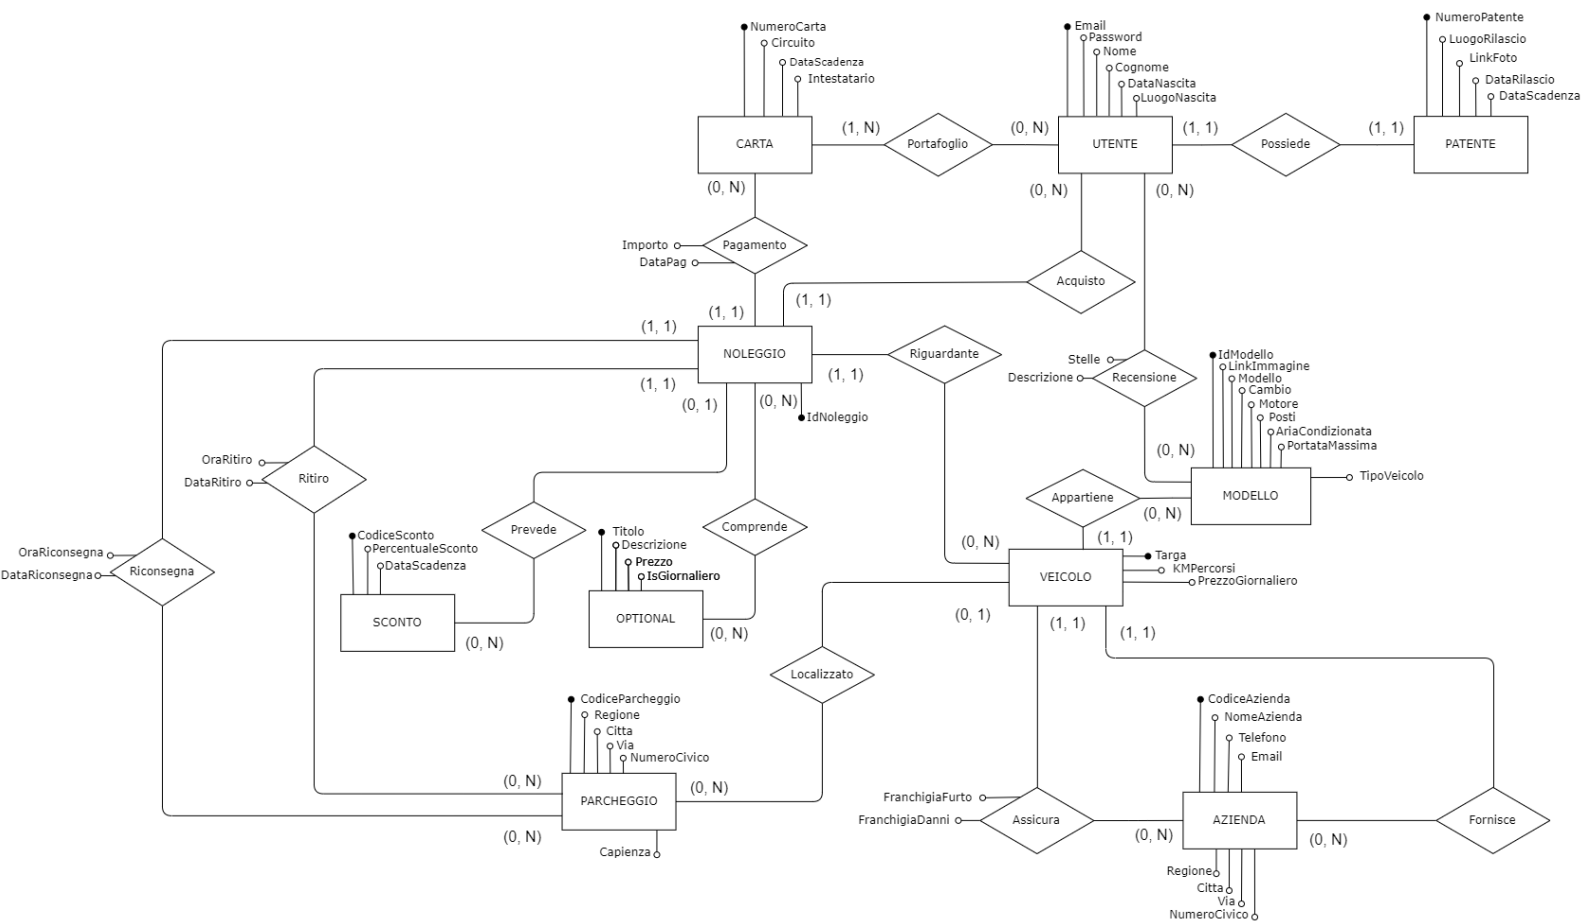 NumeroCarta
Circuito
DataScadenza
Intestatario
CARTA
(1, N)
Portafoglio
(0, N)
Email
Password
Nome
Cognome
DataNascita
LuogoNascita
UTENTE
(1, 1)
Possiede
(1, 1)
NumeroPatente
LuogoRilascio
LinkFoto
DataRilascio
DataScadenza
PATENTE
(0, N)
(0, N)
(0, N)
Importo
DataPag
Pagamento
Acquisto
(1, 1)
(1, 1)
(1, 1)
NOLEGGIO
Riguardante
(1, 1)
(1, 1)
(0, 1)
(0, N)
IdNoleggio
Stelle
Descrizione
Recensione
IdModello
LinkImmagine
Modello
Cambio
Motore
Posti
AriaCondizionata
PortataMassima
(0, N)
TipoVeicolo
MODELLO
Appartiene
(0, N)
OraRitiro
DataRitiro
Ritiro
Prevede
Comprende
(0, N)
(1, 1)
CodiceSconto
PercentualeSconto
DataScadenza
SCONTO
(0, N)
Titolo
Descrizione
Prezzo
IsGiornaliero
OPTIONAL
(0, N)
OraRiconsegna
DataRiconsegna
Riconsegna
VEICOLO
Targa
KMPercorsi
PrezzoGiornaliero
(0, 1)
(1, 1)
(1, 1)
Localizzato
CodiceParcheggio
Regione
Citta
Via
NumeroCivico
(0, N)
PARCHEGGIO
(0, N)
(0, N)
Capienza
FranchigiaFurto
FranchigiaDanni
Assicura
(0, N)
CodiceAzienda
NomeAzienda
Telefono
Email
AZIENDA
(0, N)
Fornisce
Regione
Citta
Via
NumeroCivico